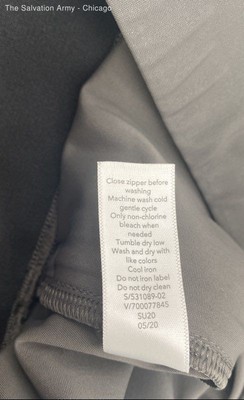 The Salvation Army - Chicago
Close zipper before
washing
Machine wash cold
gentle cycle
Only non-chlorine
bleach when
needed
Tumble dry low
Wash and dry with
like colors
Cool iron
Do not iron label
Do not dry clean
S/531089-02
V/700077845
SU20
05/20